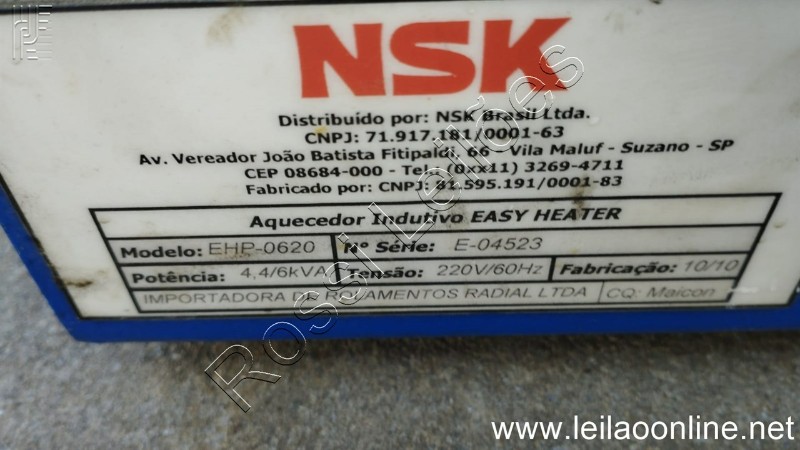 NSK
Distribuído por: NSK Brasil Ltda.
CNPJ: 71.917.181/0001-63
Av. Vereador João Batista Fitipaldi, 66 - Vila Maluf - Suzano - SP
CEP 08684-000 - Tel.: (0xx11) 3269-4711
Fabricado por: CNPJ: 81.595.191/0001-83
Aquecedor Indutivo EASY HEATER
Modelo: EHP-0620 Nº Série: E-04523
Potência: 4,4/6kVA Tensão: 220V/60Hz Fabricação: 10/10
IMPORTADORA DE ROLAMENTOS RADIAL LTDA CQ: Maicon
Rossi Leilões
www.leilaoonline.net